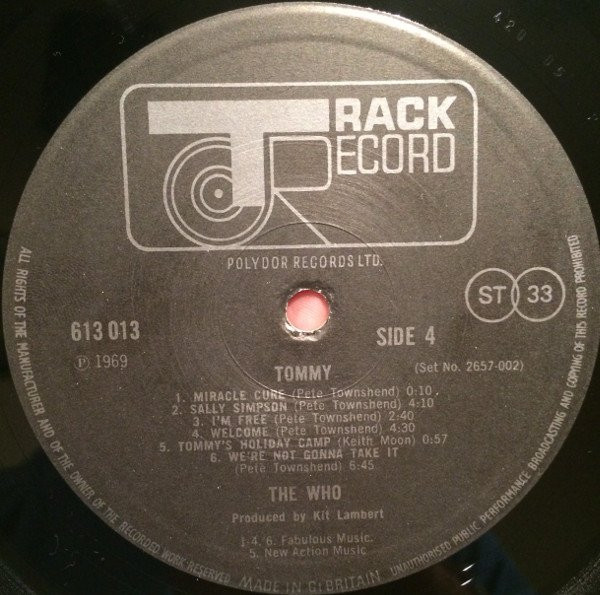 TRACK
RECORD
POLYDOR RECORDS LTD.
ST 33
613 013
SIDE 4
℗ 1969
TOMMY
(Set No. 2657-002)
1. MIRACLE CURE (Pete Townshend) 0:10
2. SALLY SIMPSON (Pete Townshend) 4:10
3. I'M FREE (Pete Townshend) 2:40
4. WELCOME (Pete Townshend) 4:30
5. TOMMY'S HOLIDAY CAMP (Keith Moon) 0:57
6. WE'RE NOT GONNA TAKE IT
(Pete Townshend) 6:45
THE WHO
Produced by Kit Lambert
1-4. 6. Fabulous Music.
5. New Action Music
ALL RIGHTS OF THE MANUFACTURER AND OF THE OWNER OF THE RECORDED WORK RESERVED. UNAUTHORISED PUBLIC PERFORMANCE BROADCASTING AND COPYING OF THIS RECORD PROHIBITED
MADE IN Gt BRITAIN